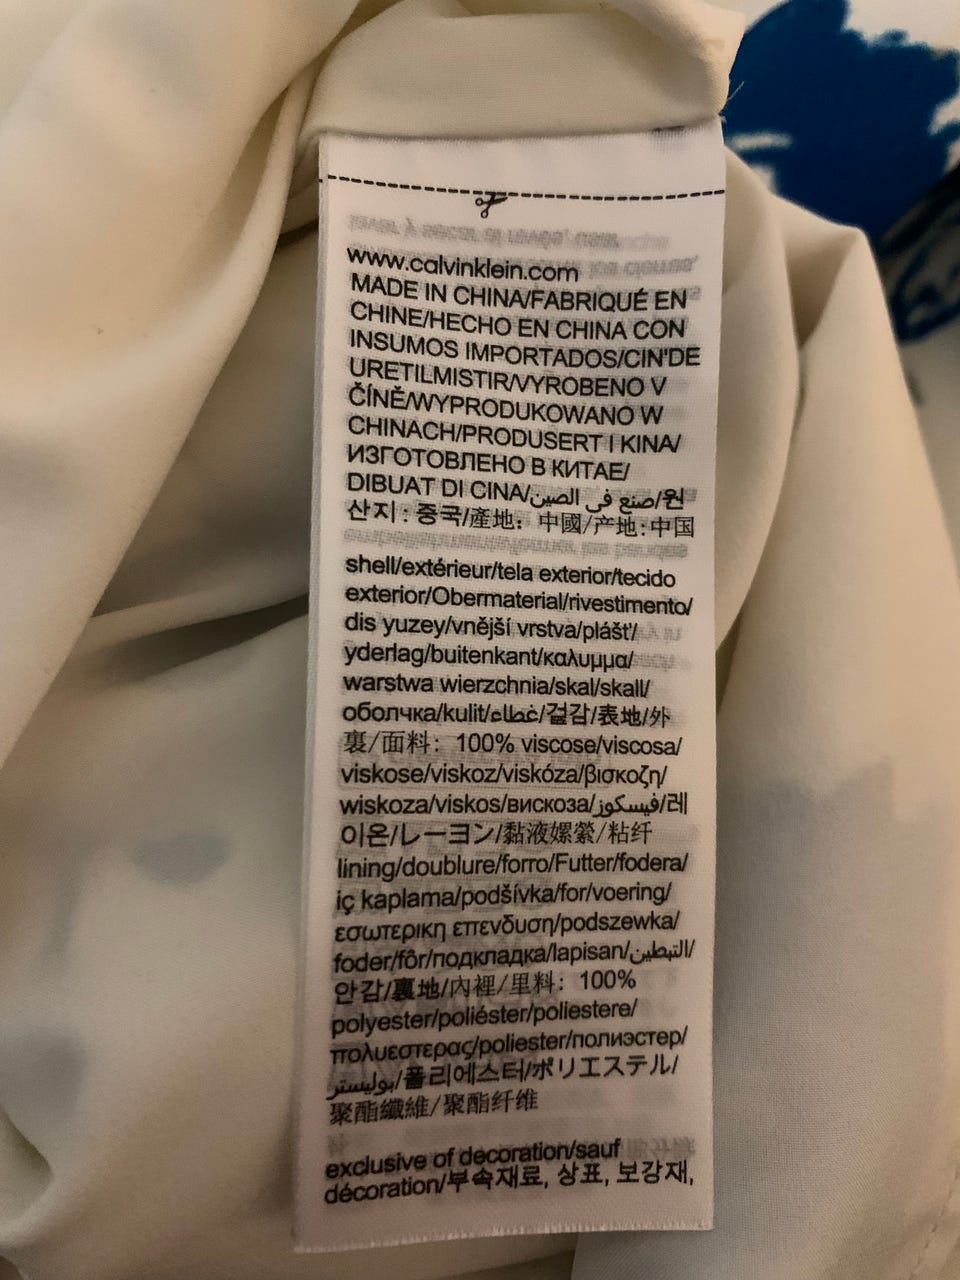 www.calvinklein.com
MADE IN CHINA/FABRIQUÉ EN
CHINE/HECHO EN CHINA CON
INSUMOS IMPORTADOS/CIN'DE
URETILMISTIR/VYROBENO V
ČÍNĚ/WYPRODUKOWANO W
CHINACH/PRODUSERT I KINA/
ИЗГОТОВЛЕНО В КИТАЕ/
DIBUAT DI CINA/صنع في الصين/원
산지 : 중국/產地：中國/产地: 中国
shell/extérieur/tela exterior/tecido
exterior/Obermaterial/rivestimento/
dis yuzey/vnější vrstva/plášť/
yderlag/buitenkant/καλυμμα/
warstwa wierzchnia/skal/skall/
оболчка/kulit/غطاء/겉감/表地/外
裏/面料：100% viscose/viscosa/
viskose/viskoz/viskóza/βισκοζη/
wiskoza/viskos/вискоза/فيسكوز/레
이온/レーヨン/黏液嫘縈/粘纤
lining/doublure/forro/Futter/fodera/
iç kaplama/podšívka/for/voering/
εσωτερικη επενδυση/podszewka/
foder/fôr/подкладка/lapisan/التبطين/
안감/裏地/內裡/里料：100%
polyester/poliéster/poliestere/
πολυεστερας/poliester/полиэстер/
بوليستر/폴리에스터/ポリエステル/
聚酯纖維/聚酯纤维
exclusive of decoration/sauf
décoration/부속재료, 상표, 보강재,